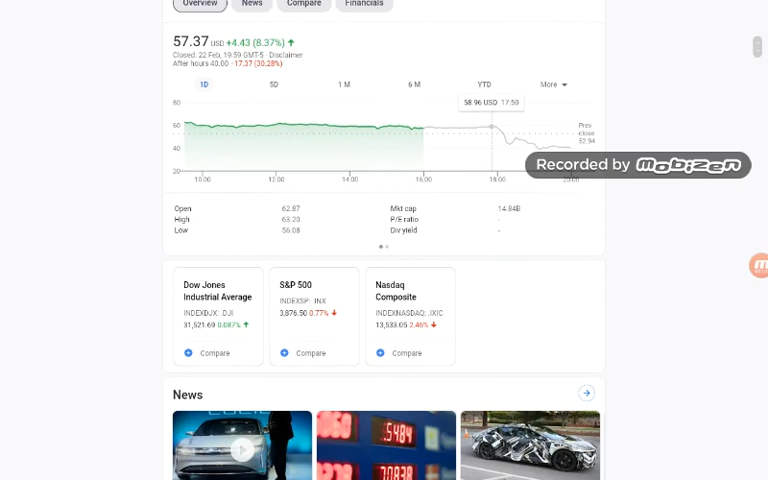 Overview News Compare Financials
57.37 USD +4.43 (8.37%)
Closed: 22 Feb, 19:59 GMT-5 · Disclaimer
After hours 40.00 -17.37 (30.28%)
1D 5D 1 M 6 M YTD More
58.96 USD 17:50
80
60
40
20
Prev
close
52.94
10:00 12:00 14:00 16:00 18:00 20:00
Recorded by mobizen
Open 62.87 Mkt cap 14.84B
High 63.20 P/E ratio -
Low 56.08 Div yield -
Dow Jones
Industrial Average
INDEXDJX: .DJI
31,521.69 0.087%
Compare
S&P 500
INDEXSP: .INX
3,876.50 0.77%
Compare
Nasdaq
Composite
INDEXNASDAQ: .IXIC
13,533.05 2.46%
Compare
News
.5484